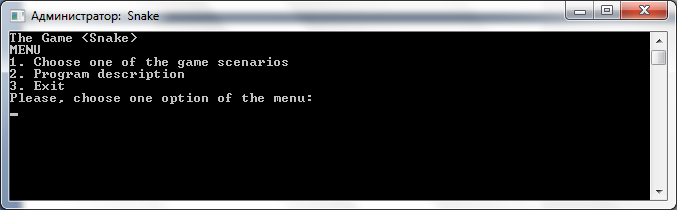 Администратор: Snake
The Game <Snake>
MENU
1. Choose one of the game scenarios
2. Program description
3. Exit
Please, choose one option of the menu: